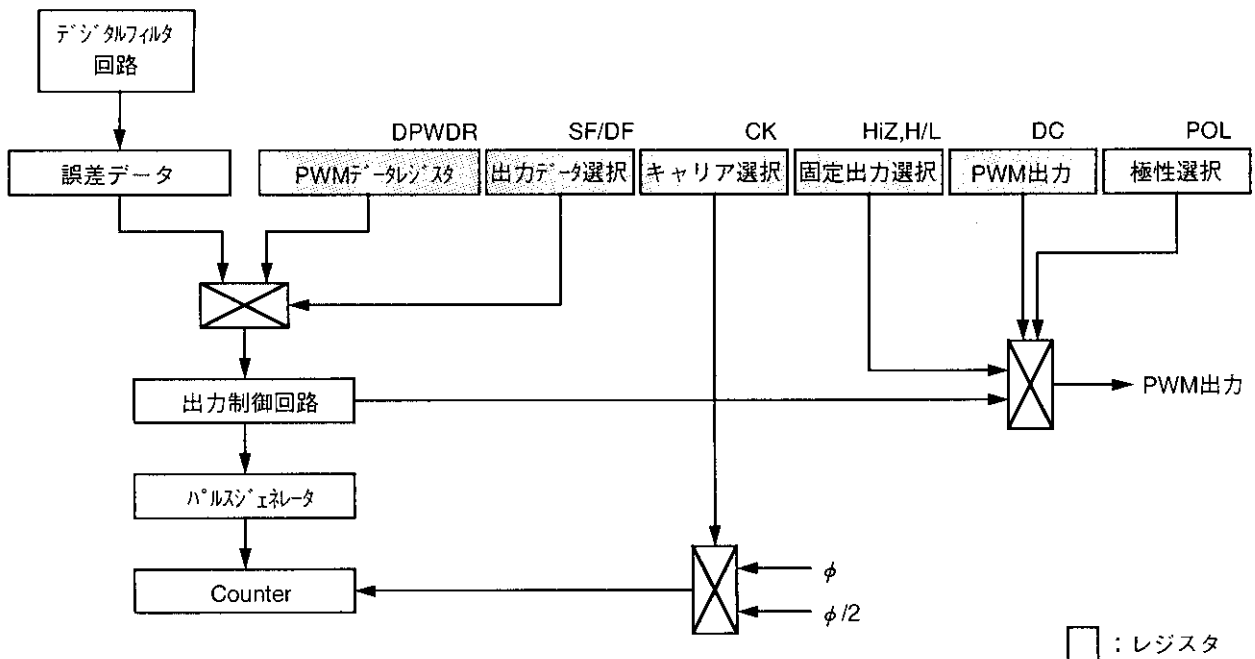 デジタルフィルタ
回路
DPWDR
SF/DF
CK
HiZ,H/L
DC
POL
誤差データ
PWMデータレジスタ
出力データ選択
キャリア選択
固定出力選択
PWM出力
極性選択
出力制御回路
PWM出力
パルスジェネレータ
Counter
φ
φ/2
：レジスタ